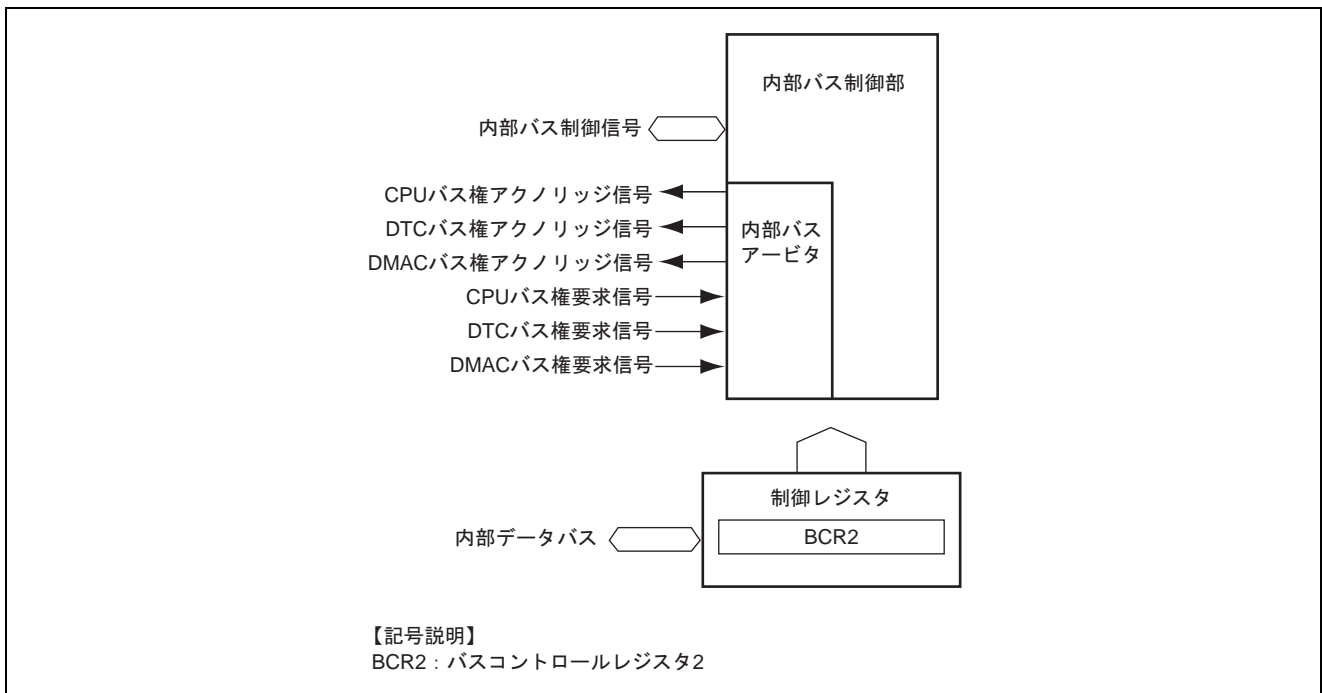 内部バス制御部
内部バス制御信号
CPUバス権アクノリッジ信号
DTCバス権アクノリッジ信号
DMACバス権アクノリッジ信号
CPUバス権要求信号
DTCバス権要求信号
DMACバス権要求信号
内部バス
アービタ
制御レジスタ
内部データバス
BCR2
【記号説明】
BCR2：バスコントロールレジスタ2